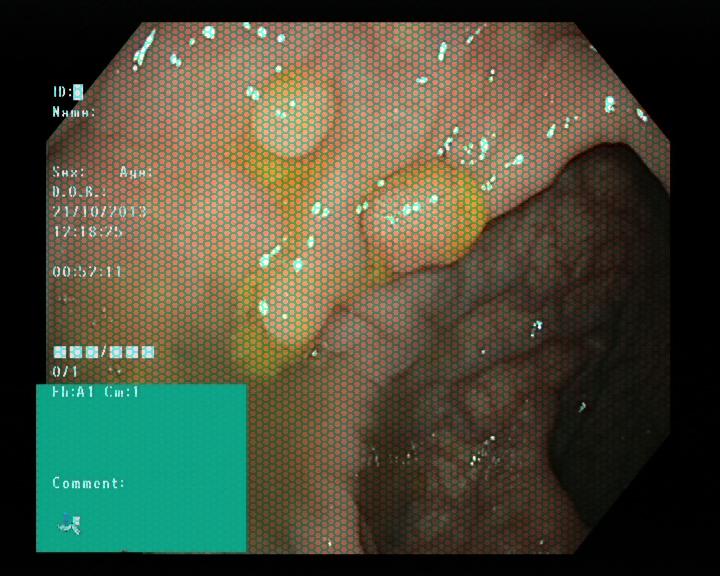 ID:
Name:
Sex: Age:
D.O.B.:
21/10/2013
12:18:25
00:52:11
/
0/1
Ph:A1 Cm:1
Comment: